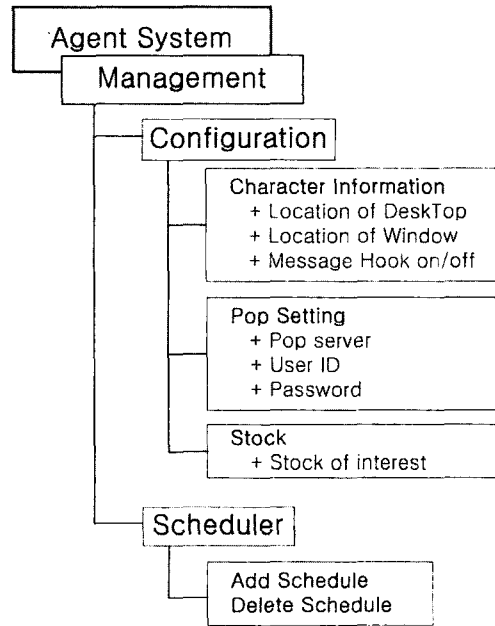 Agent System
Management
Configuration
Character Information
+ Location of DeskTop
+ Location of Window
+ Message Hook on/off
Pop Setting
+ Pop server
+ User ID
+ Password
Stock
+ Stock of interest
Scheduler
Add Schedule
Delete Schedule